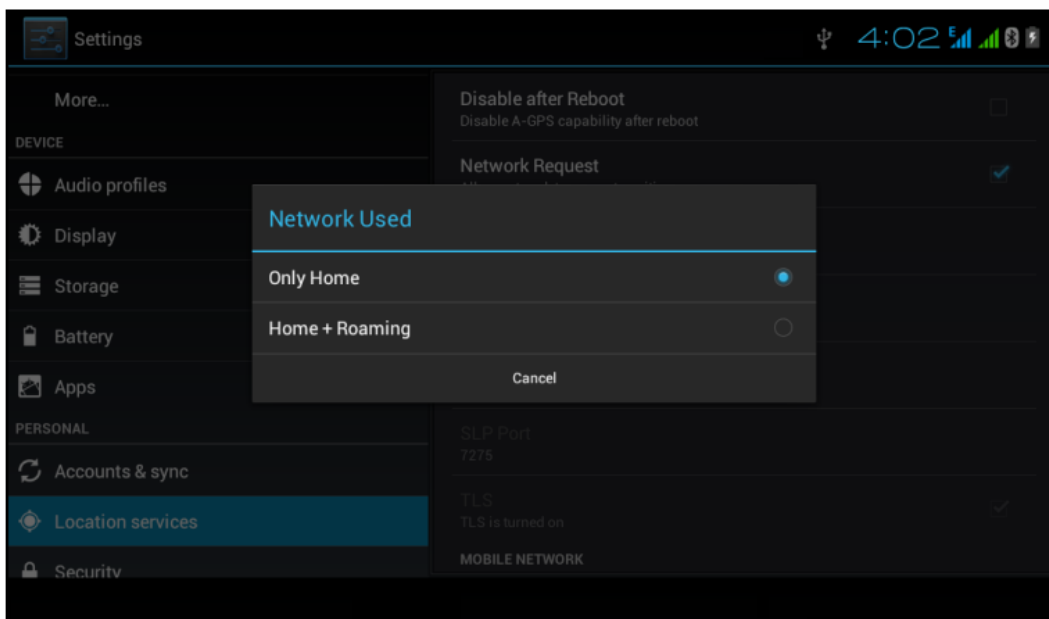 Settings
4:02
E
More...
DEVICE
Audio profiles
Display
Storage
Battery
Apps
PERSONAL
Accounts & sync
Location services
Security
Disable after Reboot
Disable A-GPS capability after reboot
Network Request
Network Used
Only Home
Home + Roaming
Cancel
SLP Port
7275
TLS
TLS is turned on
MOBILE NETWORK